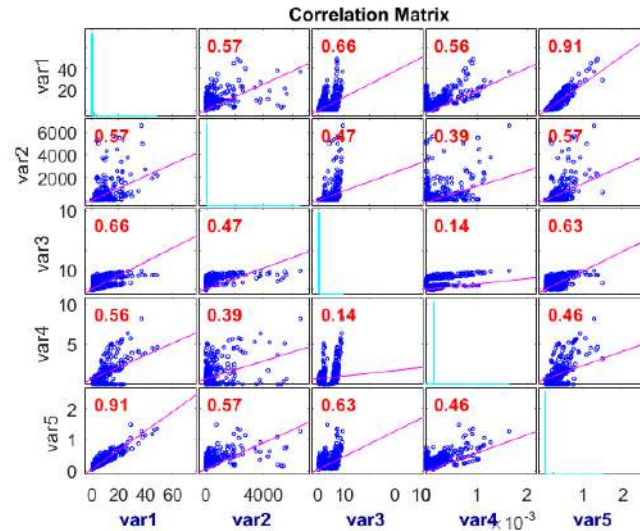 Correlation Matrix
var1 40 20 0.57 0.66 0.56 0.91
var2 6000 4000 2000 0.57 0.47 0.39 0.57
var3 10 10 0.66 0.47 0.14 0.63
var4 10 5 0 0.56 0.39 0.14 0.46
var5 2 1 0 0.91 0.57 0.63 0.46
0 20 40 60 0 4000 0 10 0 10 1 2 0 1 2
var1 var2 var3 var4 × 10⁻³ var5